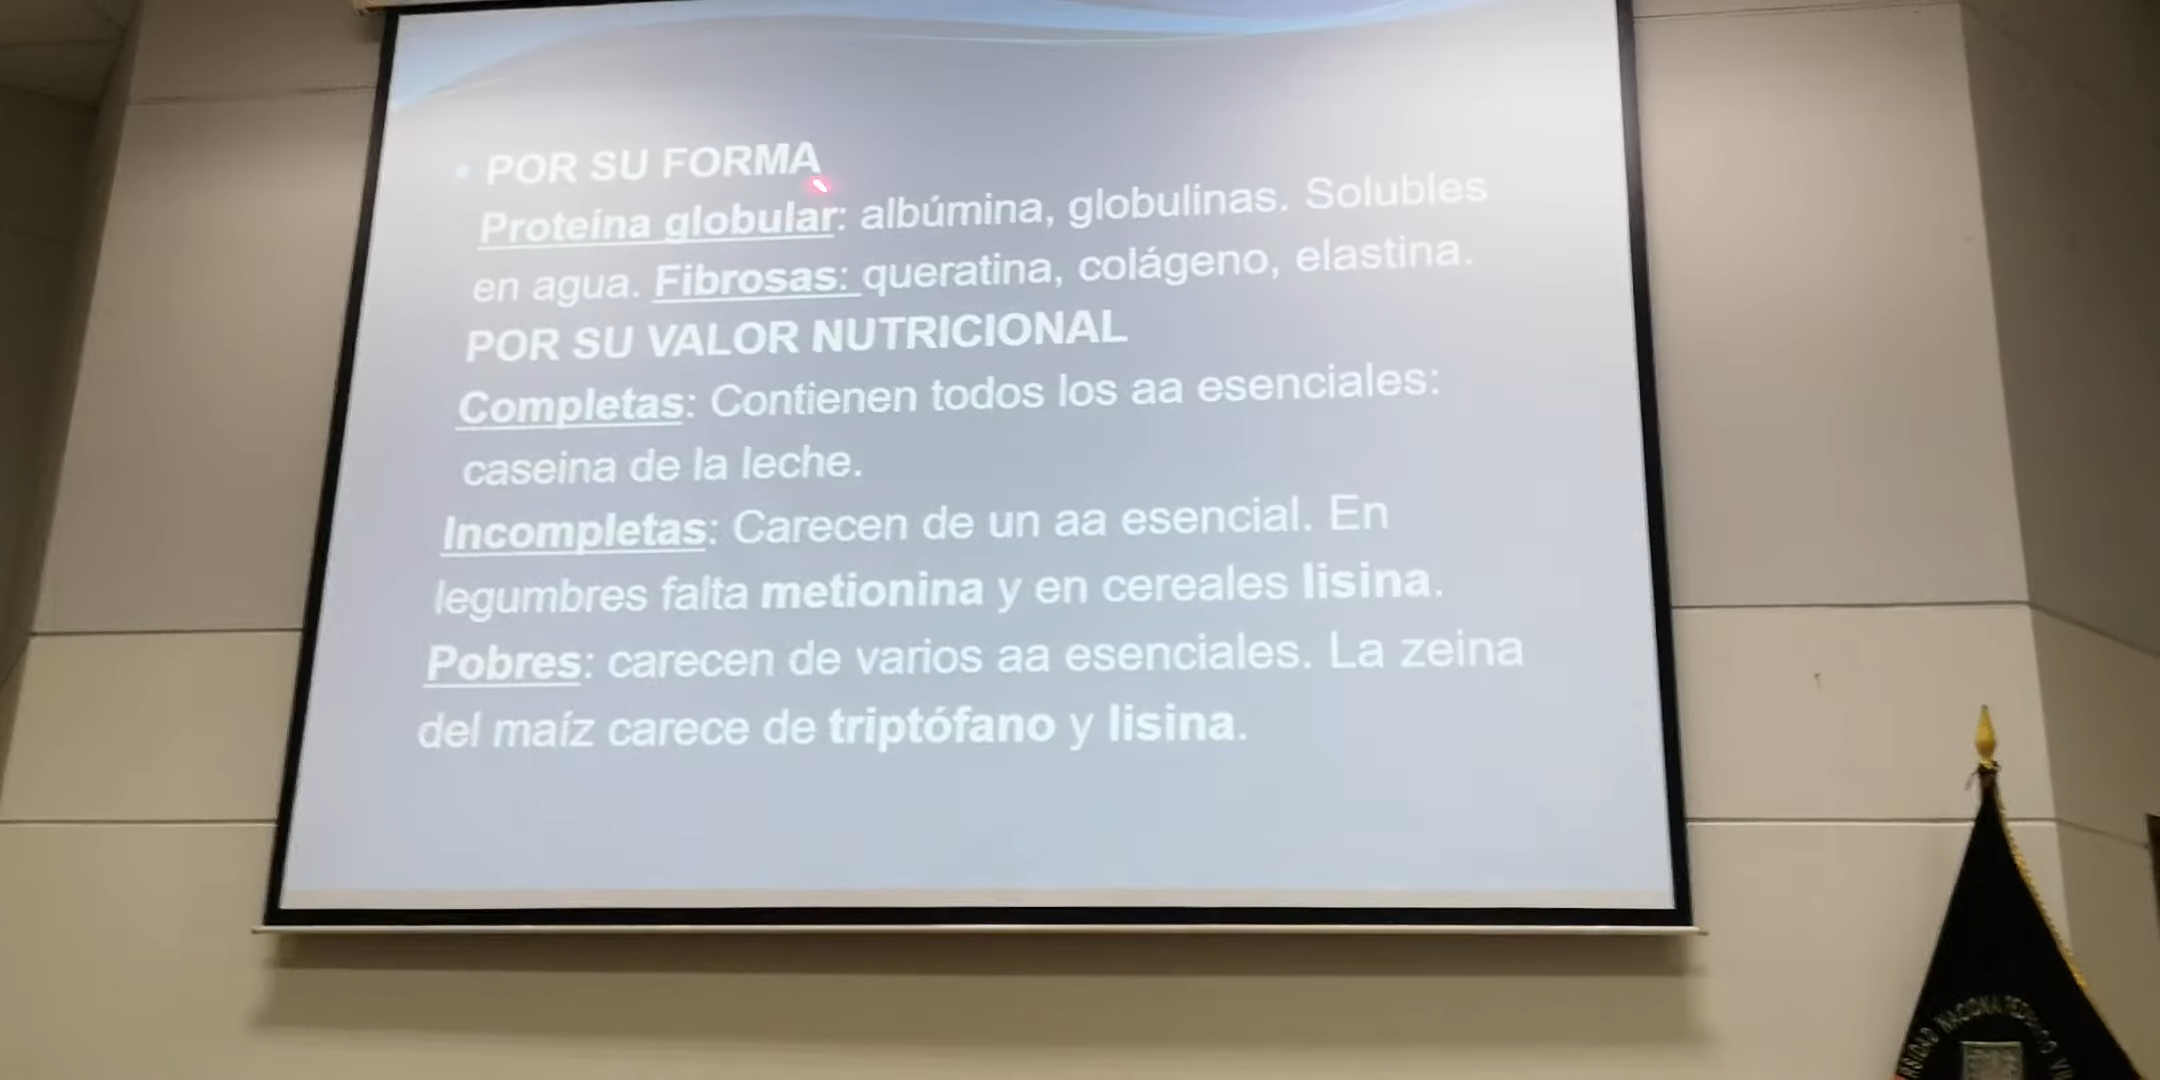 • POR SU FORMA
Proteína globular: albúmina, globulinas. Solubles
en agua. Fibrosas: queratina, colágeno, elastina.
POR SU VALOR NUTRICIONAL
Completas: Contienen todos los aa esenciales:
caseina de la leche.
Incompletas: Carecen de un aa esencial. En
legumbres falta metionina y en cereales lisina.
Pobres: carecen de varios aa esenciales. La zeina
del maíz carece de triptófano y lisina.
NACIONAL